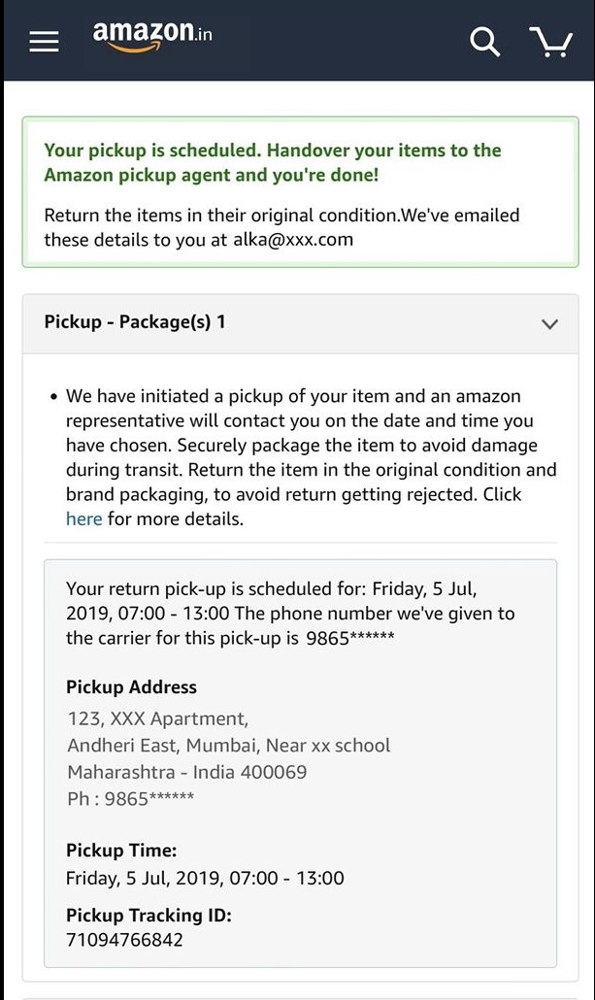 amazon.in
Your pickup is scheduled. Handover your items to the
Amazon pickup agent and you're done!
Return the items in their original condition.We've emailed
these details to you at alka@xxx.com
Pickup - Package(s) 1
• We have initiated a pickup of your item and an amazon
representative will contact you on the date and time you
have chosen. Securely package the item to avoid damage
during transit. Return the item in the original condition and
brand packaging, to avoid return getting rejected. Click
here for more details.
Your return pick-up is scheduled for: Friday, 5 Jul,
2019, 07:00 - 13:00 The phone number we've given to
the carrier for this pick-up is 9865******
Pickup Address
123, XXX Apartment,
Andheri East, Mumbai, Near xx school
Maharashtra - India 400069
Ph : 9865******
Pickup Time:
Friday, 5 Jul, 2019, 07:00 - 13:00
Pickup Tracking ID:
71094766842